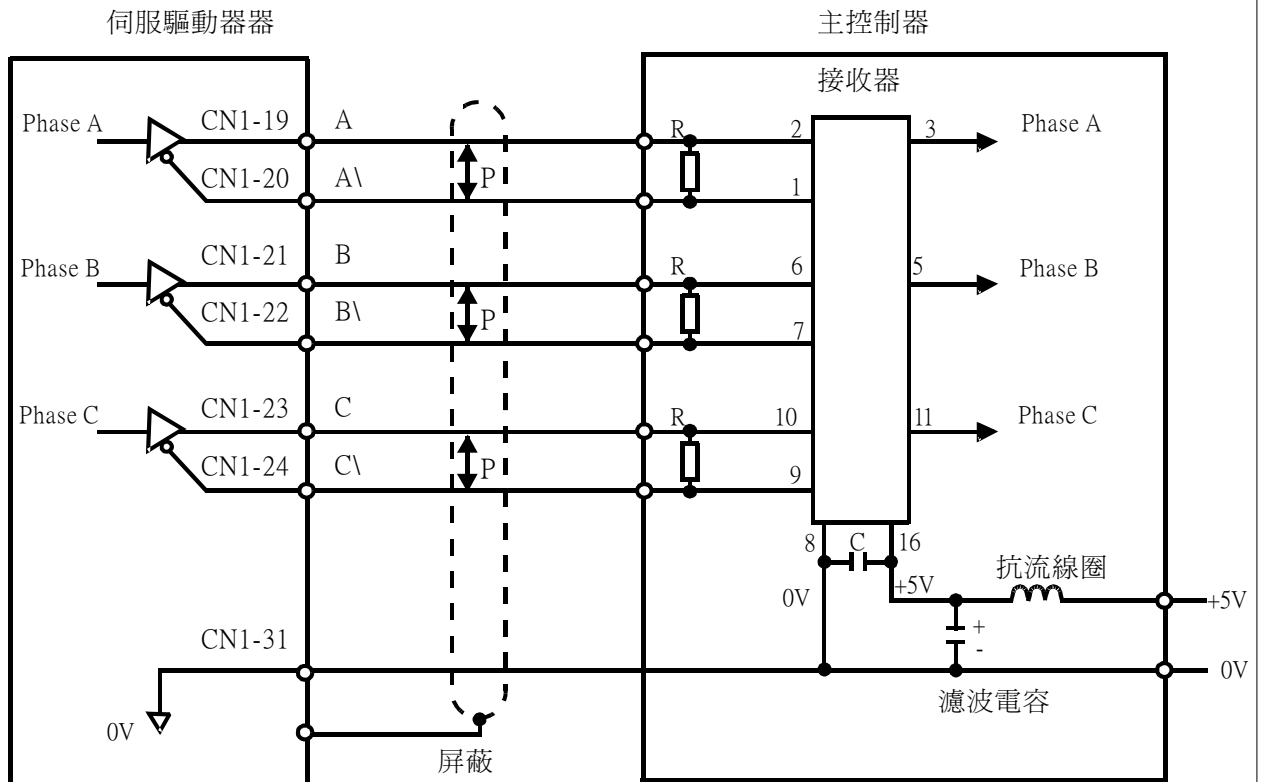 伺服驅動器器
主控制器
接收器
Phase A
CN1-19
A
R
2
3
Phase A
CN1-20
A\
P
1
Phase B
CN1-21
B
R
6
5
Phase B
CN1-22
B\
P
7
Phase C
CN1-23
C
R
10
11
Phase C
CN1-24
C\
P
9
8
C
16
抗流線圈
0V
+5V
+5V
CN1-31
+
-
0V
濾波電容
0V
屏蔽